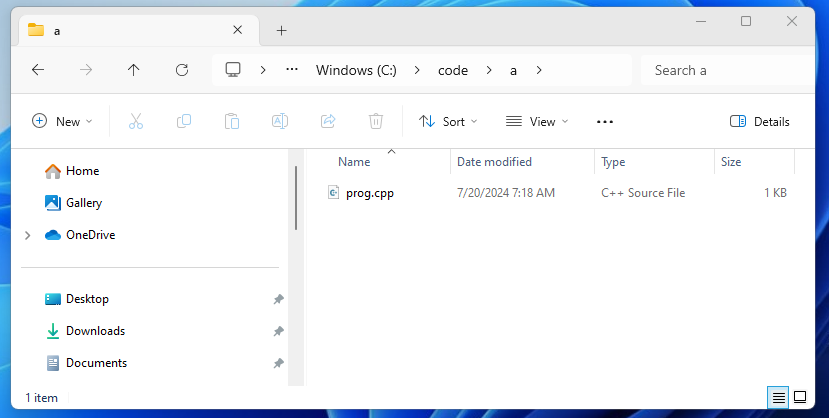 a
Windows (C:) code a
Search a
New Sort View Details
Name Date modified Type Size
prog.cpp 7/20/2024 7:18 AM C++ Source File 1 KB
Home
Gallery
OneDrive
Desktop
Downloads
Documents
1 item